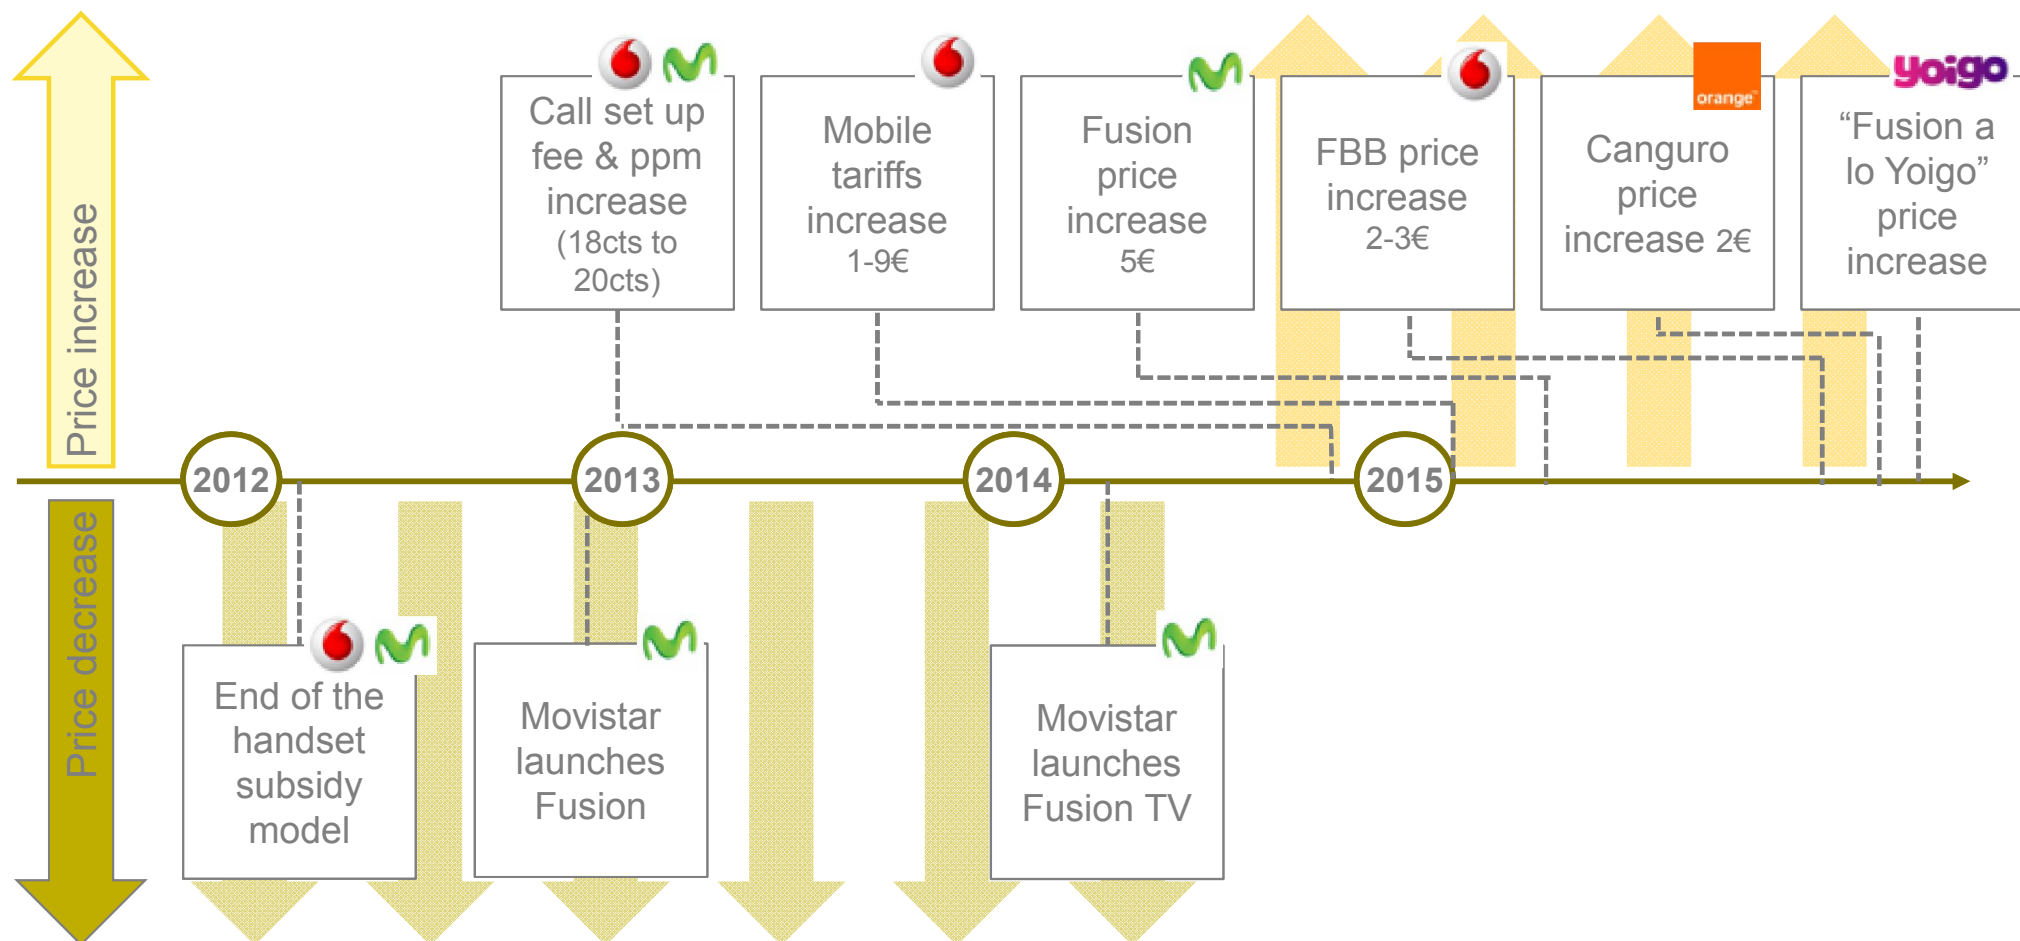 Price increase
Call set up
fee & ppm
increase
(18cts to
20cts)
Mobile
tariffs
increase
1-9€
Fusion
price
increase
5€
FBB price
increase
2-3€
orange™
Canguro
price
increase 2€
yoigo
“Fusion a
lo Yoigo”
price
increase
2012
2013
2014
2015
Price decrease
End of the
handset
subsidy
model
Movistar
launches
Fusion
Movistar
launches
Fusion TV